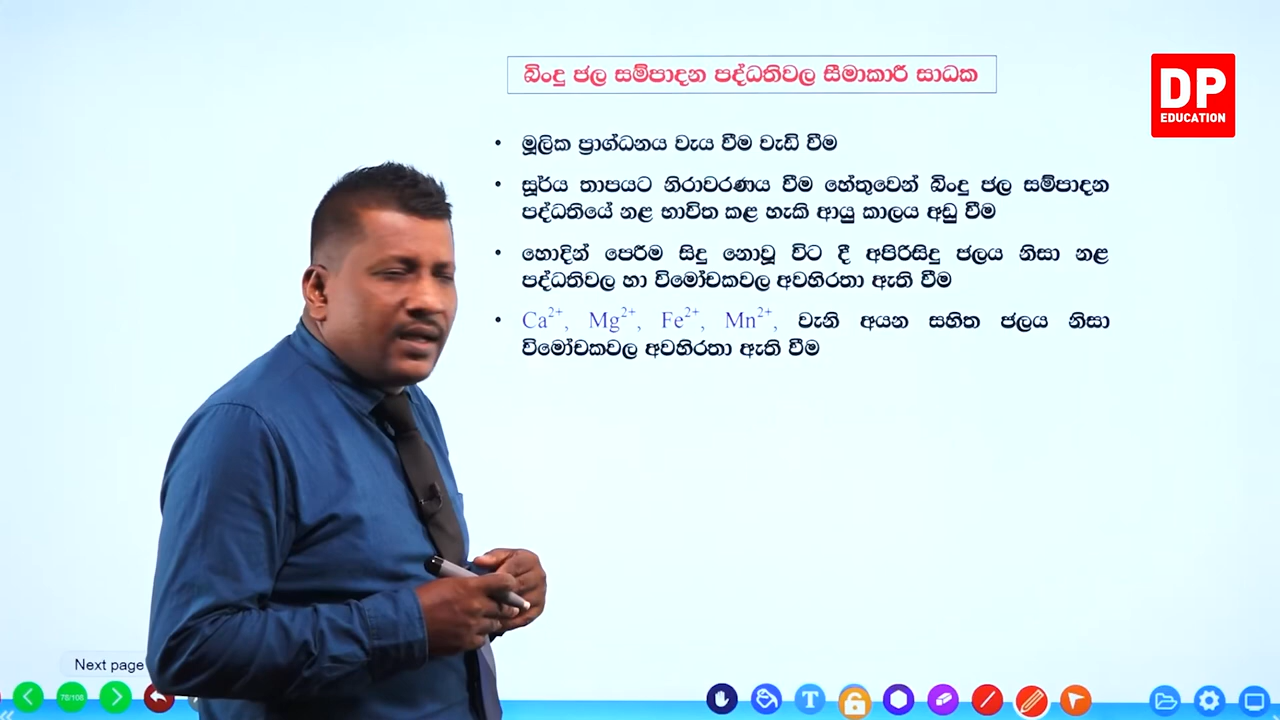 බිංදු ජල සම්පාදන පද්ධතිවල සීමාකාරී සාධක
DP
EDUCATION
• මූලික ප්‍රාග්ධනය වැය වීම වැඩි වීම
• සූර්ය තාපයට නිරාවරණය වීම හේතුවෙන් බිංදු ජල සම්පාදන
පද්ධතියේ නළ භාවිත කළ හැකි ආයු කාලය අඩු වීම
• හොදින් පෙරීම සිදු නොවූ විට දී අපිරිසිදු ජලය නිසා නළ
පද්ධතිවල හා විමෝචකවල අවහිරතා ඇති වීම
• Ca²⁺, Mg²⁺, Fe²⁺, Mn²⁺, වැනි අයන සහිත ජලය නිසා
විමෝචකවල අවහිරතා ඇති වීම
Next page
78/108
T